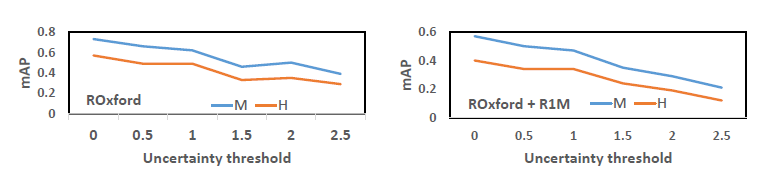 0.8
0.6
0.4
0.2
0
mAP
ROxford
M H
0 0.5 1 1.5 2 2.5
Uncertainty threshold
0.6
0.4
0.2
0
mAP
ROxford + R1M
M H
0 0.5 1 1.5 2 2.5
Uncertainty threshold